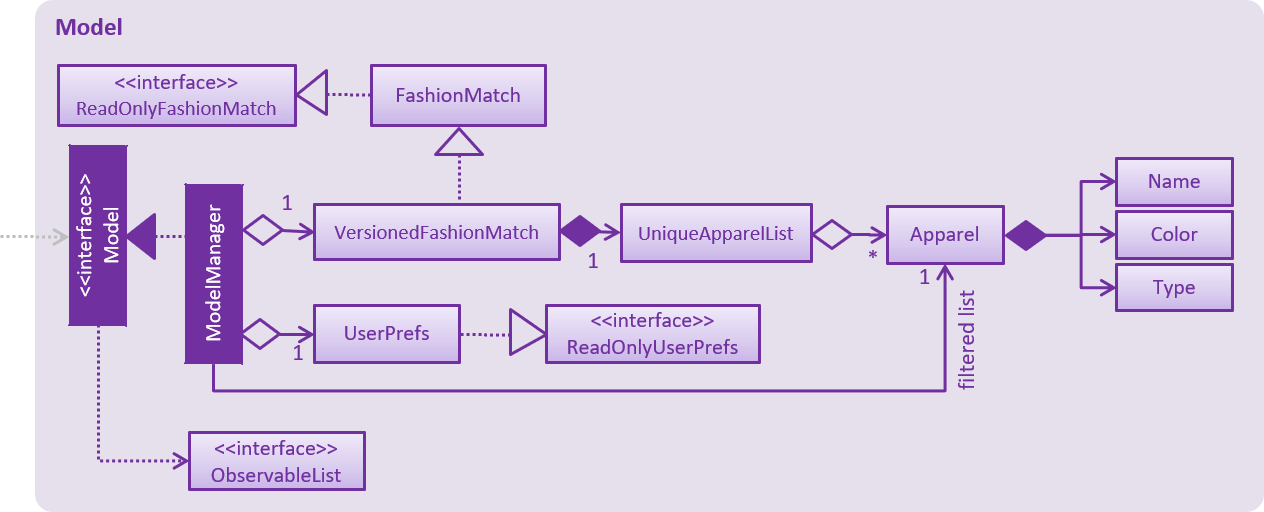 Model
<<interface>>
ReadOnlyFashionMatch
FashionMatch
<<interface>>
Model
ModelManager
1
VersionedFashionMatch
1
UniqueApparelList
*
Apparel
1
Name
Color
Type
1
UserPrefs
<<interface>>
ReadOnlyUserPrefs
filtered list
<<interface>>
ObservableList